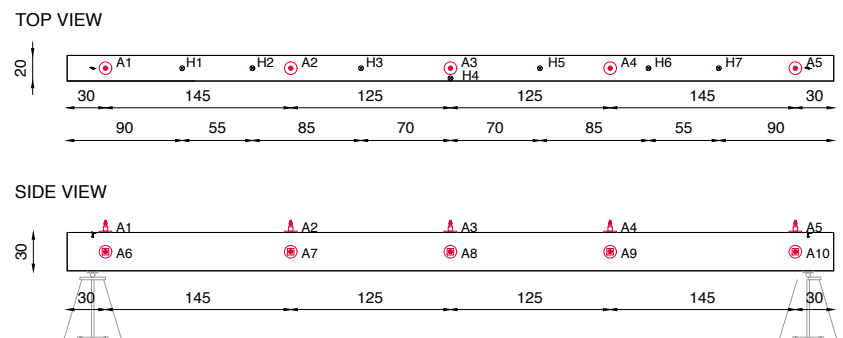 TOP VIEW
A1 H1 H2 A2 H3 A3 H5 A4 H6 H7 A5
H4
20
30 145 125 125 145 30
90 55 85 70 70 85 55 90
SIDE VIEW
A1 A2 A3 A4 A5
30
A6 A7 A8 A9 A10
30 145 125 125 145 30